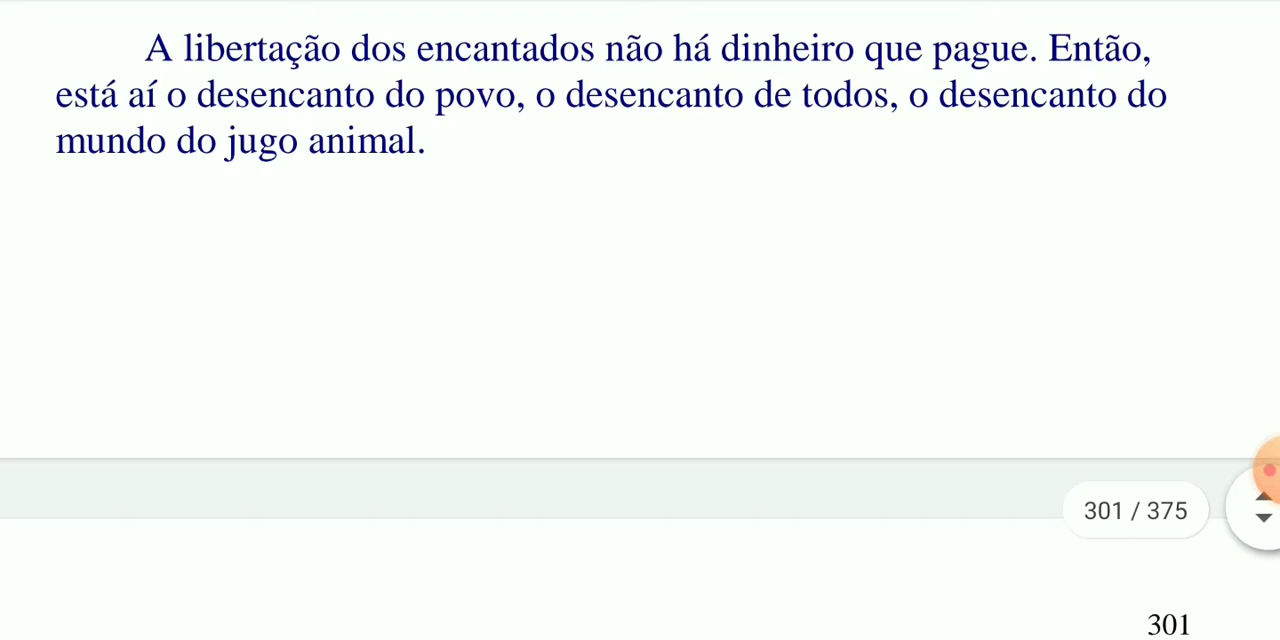 A libertação dos encantados não há dinheiro que pague. Então,
está aí o desencanto do povo, o desencanto de todos, o desencanto do
mundo do jugo animal.
301 / 375
301